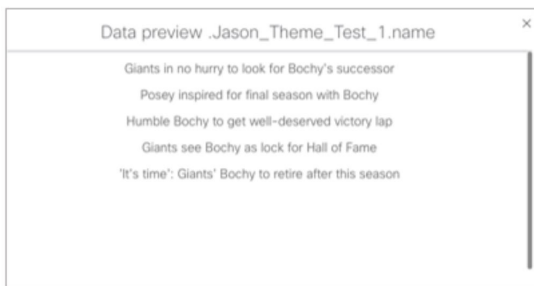 Data preview .Jason_Theme_Test_1.name
×
Giants in no hurry to look for Bochy's successor
Posey inspired for final season with Bochy
Humble Bochy to get well-deserved victory lap
Giants see Bochy as lock for Hall of Fame
'It's time': Giants' Bochy to retire after this season